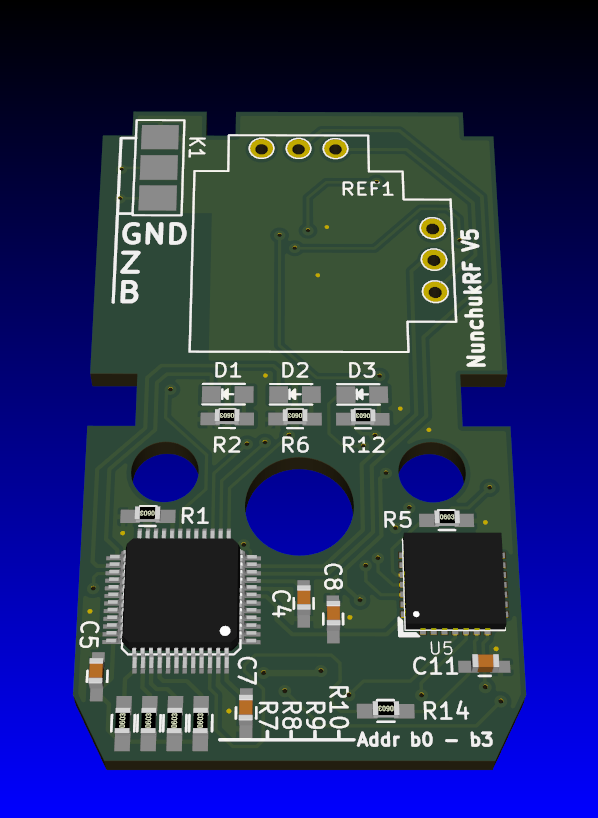 K1
REF1
GND
Z
B
NunchukRF V5
D1 D2 D3
0603 0603 0603
R2 R6 R12
0603 R1
R5 0603
C8
C4
C5
U5
C7
C11
0603 0603 0603 0603
R7 R8 R9 R10
0603 R14
Addr b0 - b3